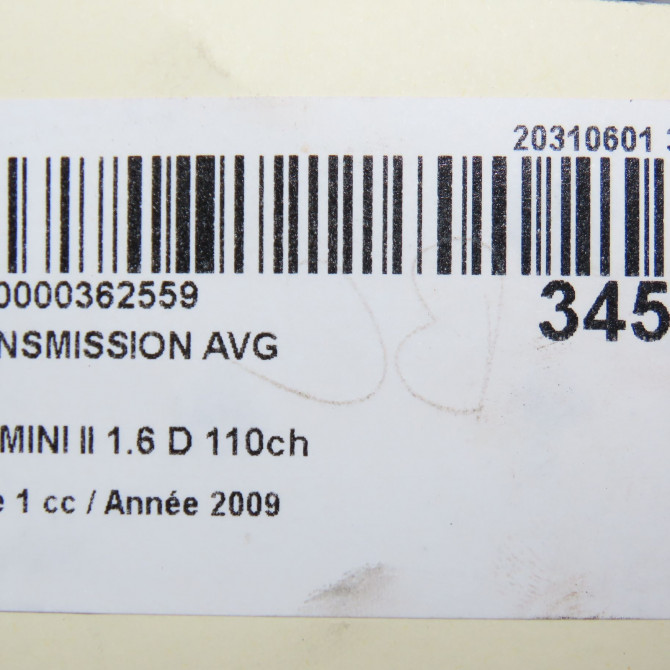 20310601
0000362559
345
NSMISSION AVG
MINI II 1.6 D 110ch
e 1 cc / Année 2009